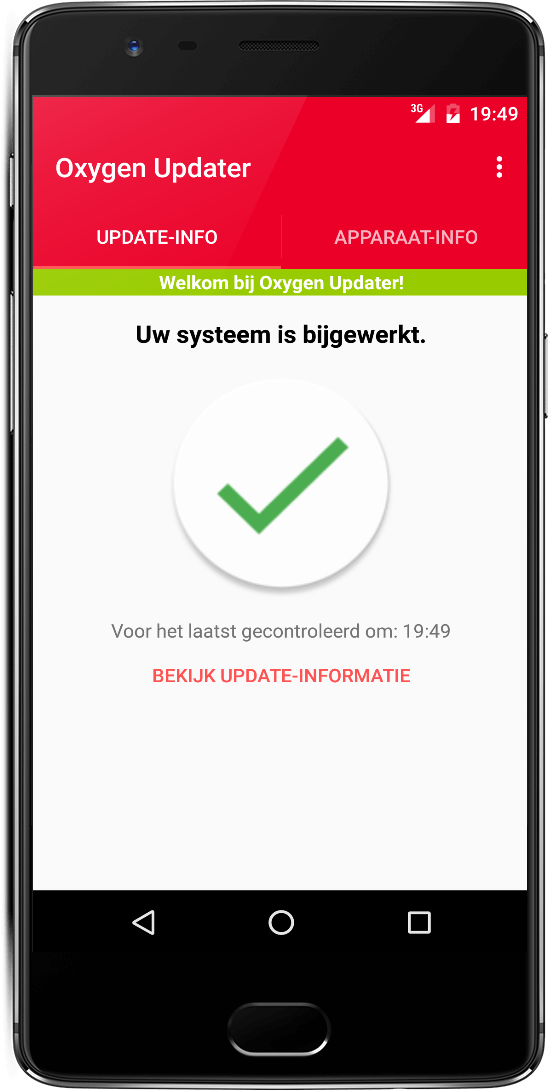 3G 19:49
Oxygen Updater
UPDATE-INFO APPARAAT-INFO
Welkom bij Oxygen Updater!
Uw systeem is bijgewerkt.
Voor het laatst gecontroleerd om: 19:49
BEKIJK UPDATE-INFORMATIE